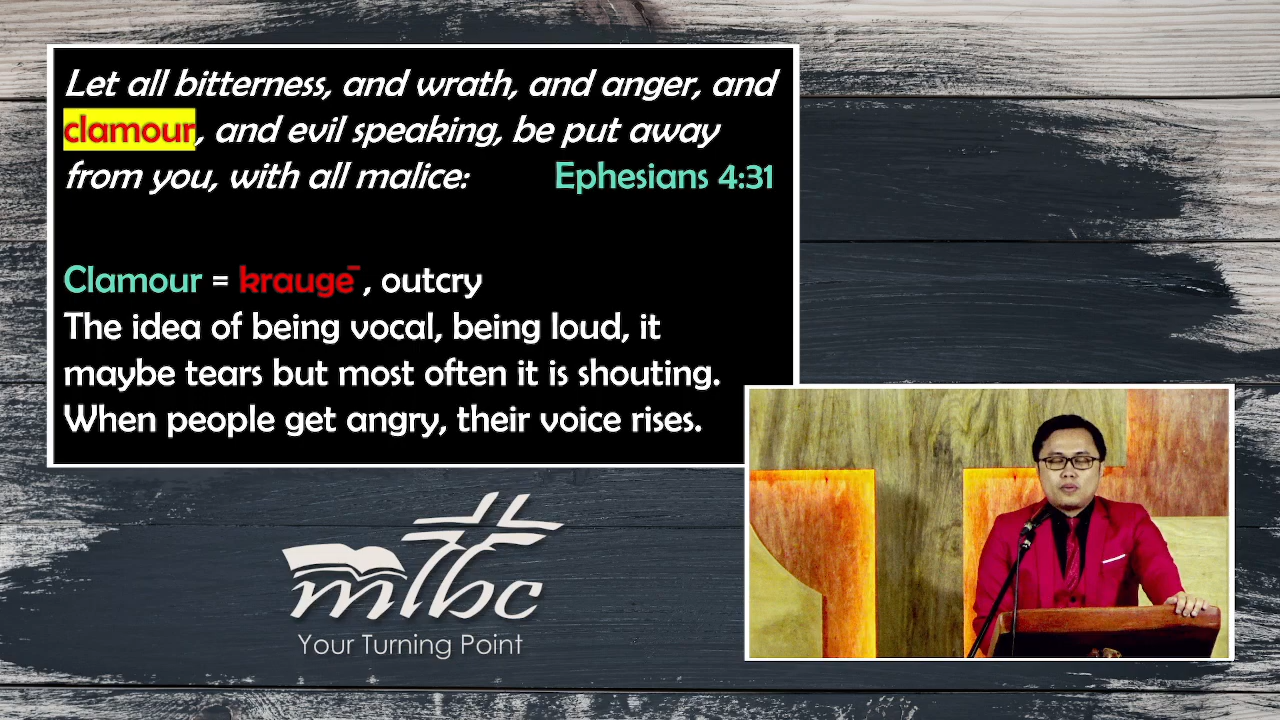 Let all bitterness, and wrath, and anger, and
clamour, and evil speaking, be put away
from you, with all malice: Ephesians 4:31
Clamour = kraugē, outcry
The idea of being vocal, being loud, it
maybe tears but most often it is shouting.
When people get angry, their voice rises.
mtbc
Your Turning Point